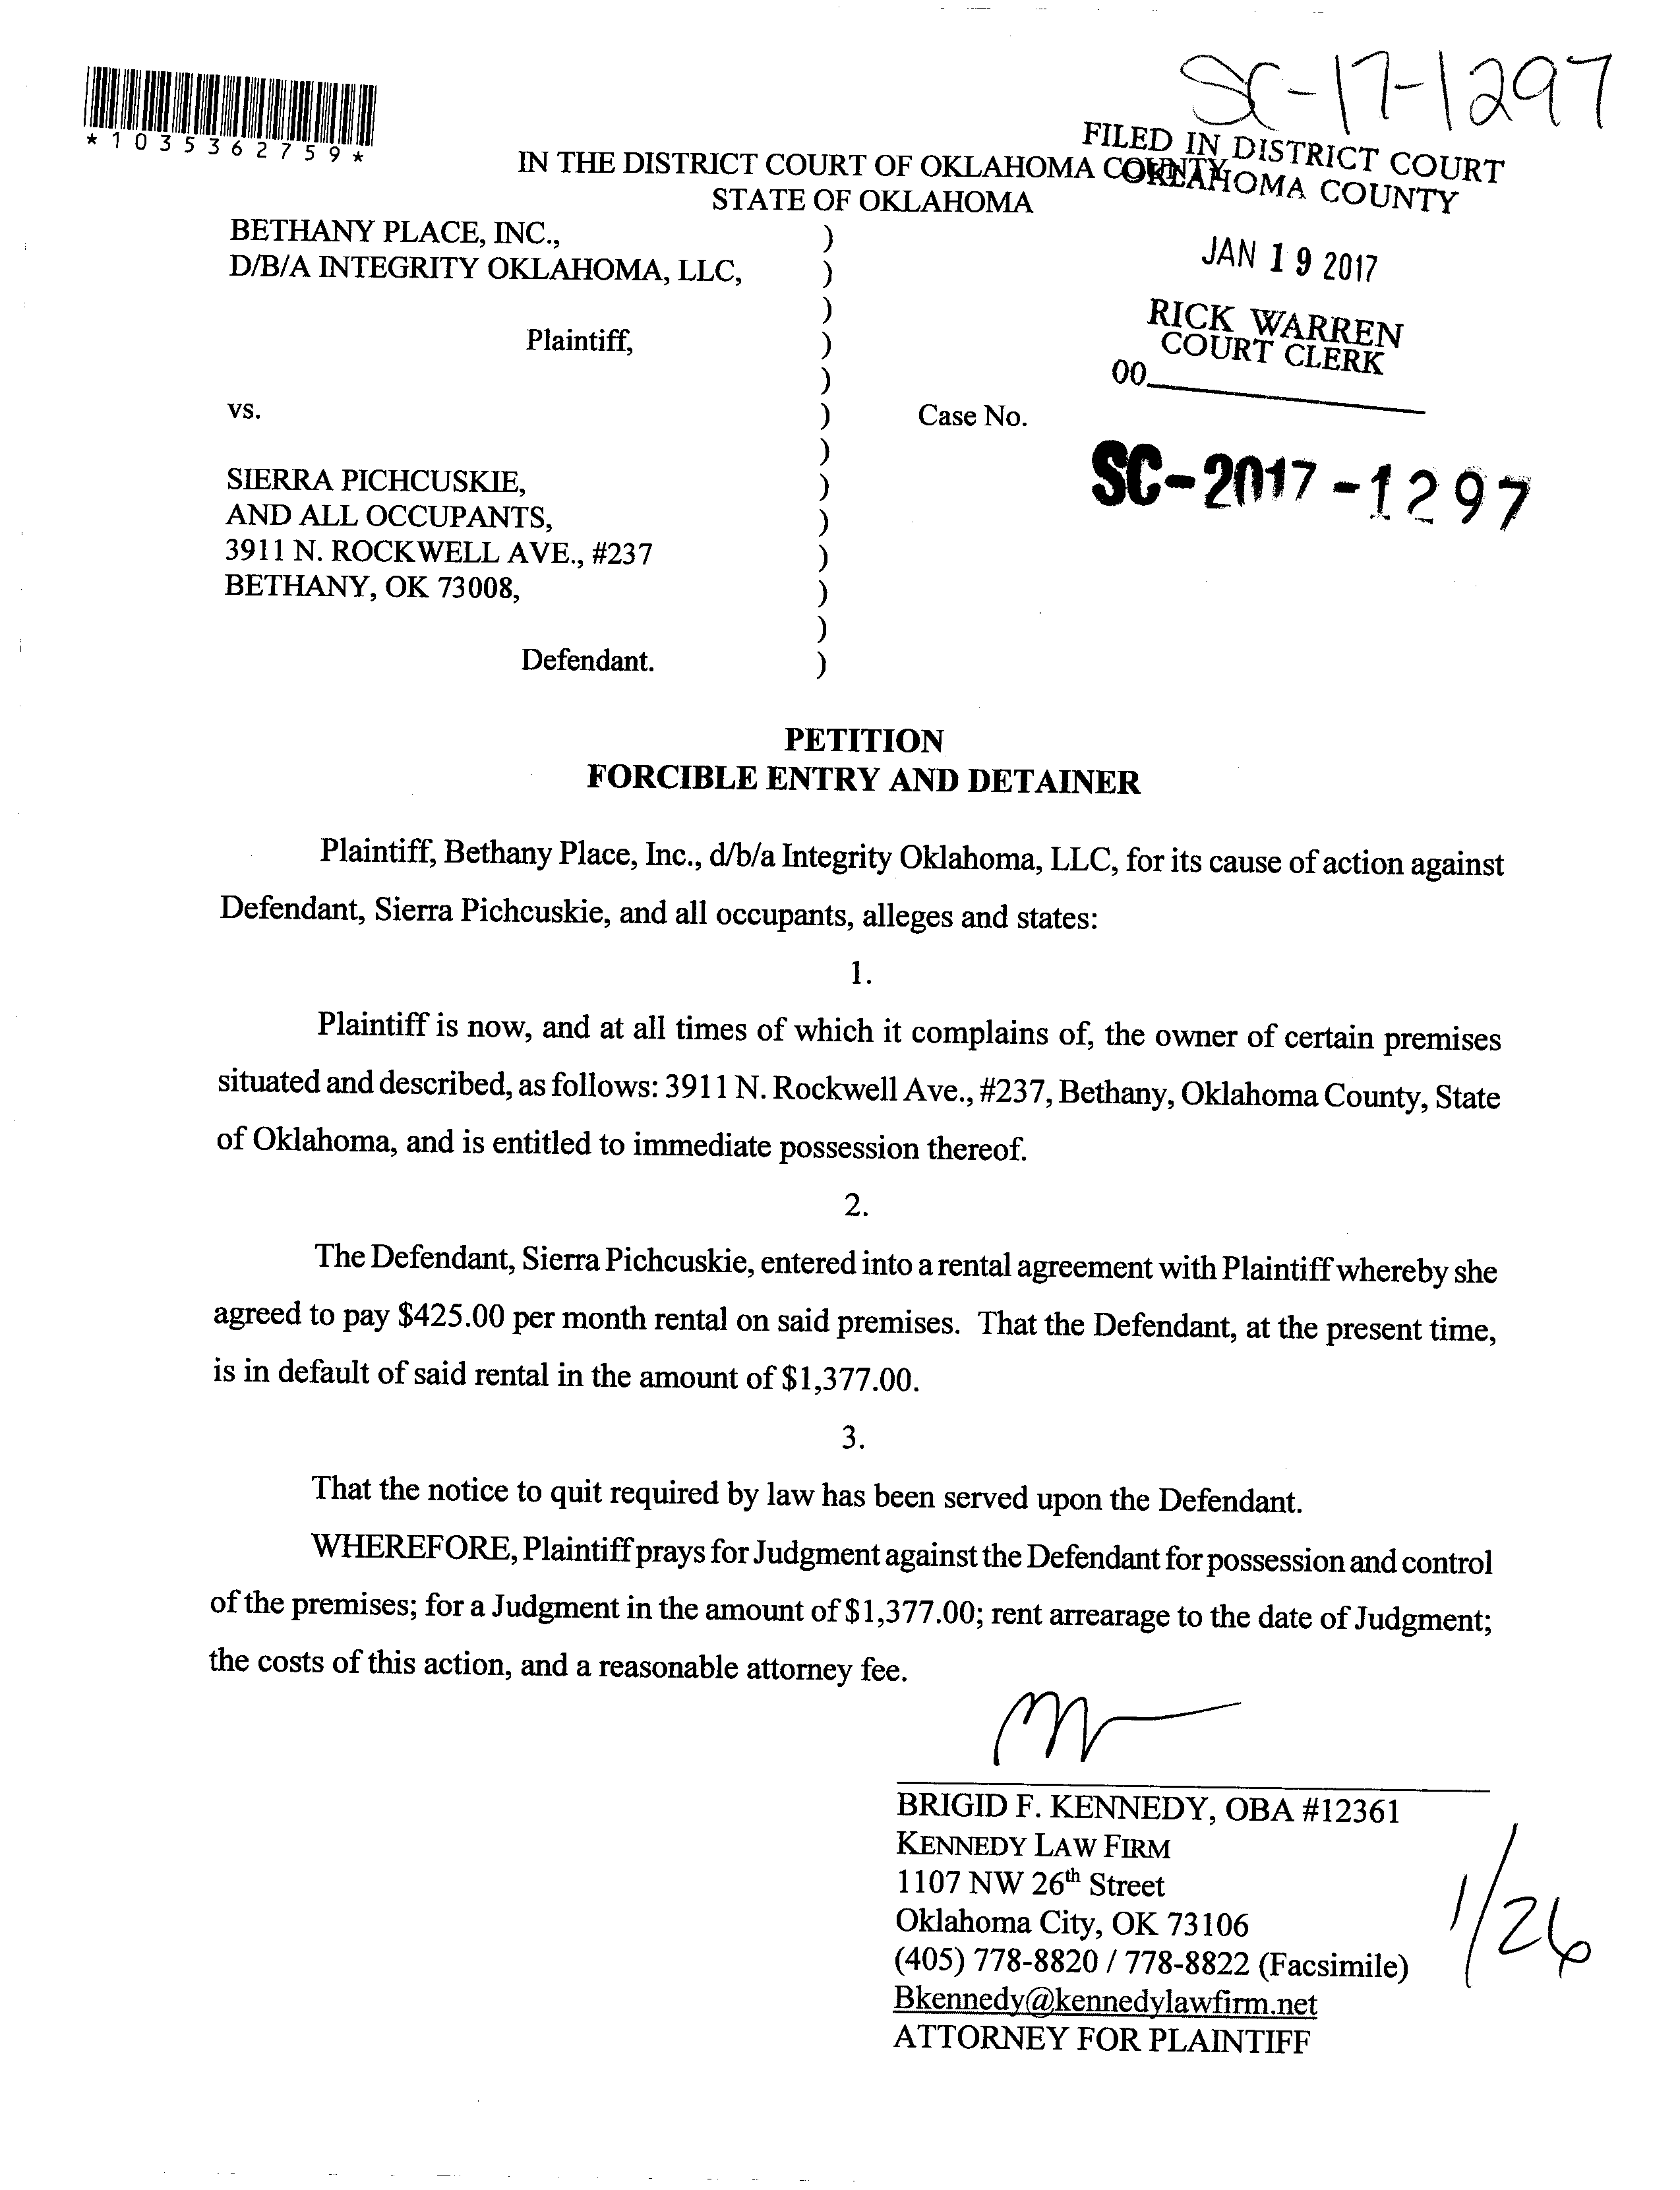 SC-17-1297
*1035362759*
FILED IN DISTRICT COURT
OKLAHOMA COUNTY
IN THE DISTRICT COURT OF OKLAHOMA COUNTY
STATE OF OKLAHOMA
BETHANY PLACE, INC., )
D/B/A INTEGRITY OKLAHOMA, LLC, )
)
Plaintiff, )
)
vs. ) Case No.
)
SIERRA PICHCUSKIE, )
AND ALL OCCUPANTS, )
3911 N. ROCKWELL AVE., #237 )
BETHANY, OK 73008, )
)
Defendant. )
JAN 19 2017
RICK WARREN
COURT CLERK
00
SC-2017-1297
PETITION
FORCIBLE ENTRY AND DETAINER
Plaintiff, Bethany Place, Inc., d/b/a Integrity Oklahoma, LLC, for its cause of action against
Defendant, Sierra Pichcuskie, and all occupants, alleges and states:
1.
Plaintiff is now, and at all times of which it complains of, the owner of certain premises
situated and described, as follows: 3911 N. Rockwell Ave., #237, Bethany, Oklahoma County, State
of Oklahoma, and is entitled to immediate possession thereof.
2.
The Defendant, Sierra Pichcuskie, entered into a rental agreement with Plaintiff whereby she
agreed to pay $425.00 per month rental on said premises. That the Defendant, at the present time,
is in default of said rental in the amount of $1,377.00.
3.
That the notice to quit required by law has been served upon the Defendant.
WHEREFORE, Plaintiff prays for Judgment against the Defendant for possession and control
of the premises; for a Judgment in the amount of $1,377.00; rent arrearage to the date of Judgment;
the costs of this action, and a reasonable attorney fee.
BRIGID F. KENNEDY, OBA #12361
KENNEDY LAW FIRM
1107 NW 26th Street
Oklahoma City, OK 73106
(405) 778-8820 / 778-8822 (Facsimile)
Bkennedy@kennedylawfirm.net
ATTORNEY FOR PLAINTIFF
1/26